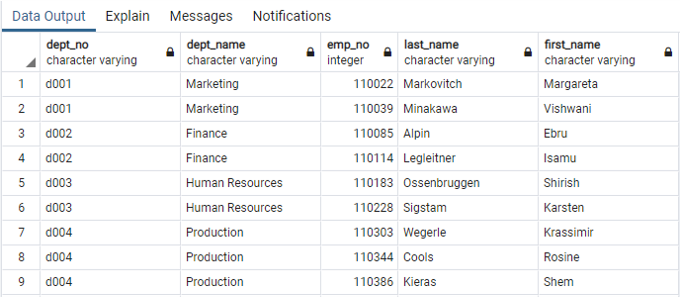 Data Output Explain Messages Notifications
dept_no dept_name emp_no last_name first_name
character varying character varying integer character varying character varying
1 d001 Marketing 110022 Markovitch Margareta
2 d001 Marketing 110039 Minakawa Vishwani
3 d002 Finance 110085 Alpin Ebru
4 d002 Finance 110114 Legleitner Isamu
5 d003 Human Resources 110183 Ossenbruggen Shirish
6 d003 Human Resources 110228 Sigstam Karsten
7 d004 Production 110303 Wegerle Krassimir
8 d004 Production 110344 Cools Rosine
9 d004 Production 110386 Kieras Shem